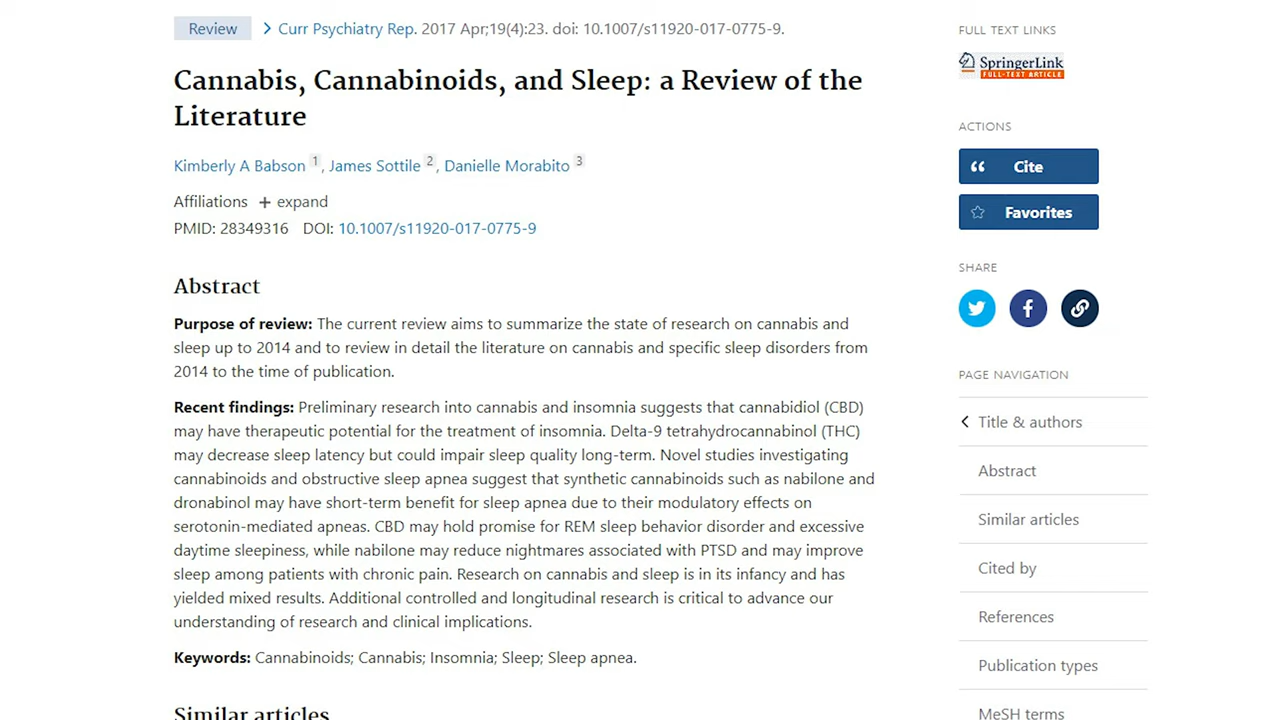 Review
Curr Psychiatry Rep. 2017 Apr;19(4):23. doi: 10.1007/s11920-017-0775-9.
Cannabis, Cannabinoids, and Sleep: a Review of the
Literature
Kimberly A Babson 1, James Sottile 2, Danielle Morabito 3
Affiliations + expand
PMID: 28349316 DOI: 10.1007/s11920-017-0775-9
Abstract
Purpose of review: The current review aims to summarize the state of research on cannabis and
sleep up to 2014 and to review in detail the literature on cannabis and specific sleep disorders from
2014 to the time of publication.
Recent findings: Preliminary research into cannabis and insomnia suggests that cannabidiol (CBD)
may have therapeutic potential for the treatment of insomnia. Delta-9 tetrahydrocannabinol (THC)
may decrease sleep latency but could impair sleep quality long-term. Novel studies investigating
cannabinoids and obstructive sleep apnea suggest that synthetic cannabinoids such as nabilone and
dronabinol may have short-term benefit for sleep apnea due to their modulatory effects on
serotonin-mediated apneas. CBD may hold promise for REM sleep behavior disorder and excessive
daytime sleepiness, while nabilone may reduce nightmares associated with PTSD and may improve
sleep among patients with chronic pain. Research on cannabis and sleep is in its infancy and has
yielded mixed results. Additional controlled and longitudinal research is critical to advance our
understanding of research and clinical implications.
Keywords: Cannabinoids; Cannabis; Insomnia; Sleep; Sleep apnea.
Similar articles
FULL TEXT LINKS
SpringerLink
FULL-TEXT ARTICLE
ACTIONS
Cite
Favorites
SHARE
PAGE NAVIGATION
Title & authors
Abstract
Similar articles
Cited by
References
Publication types
MeSH terms